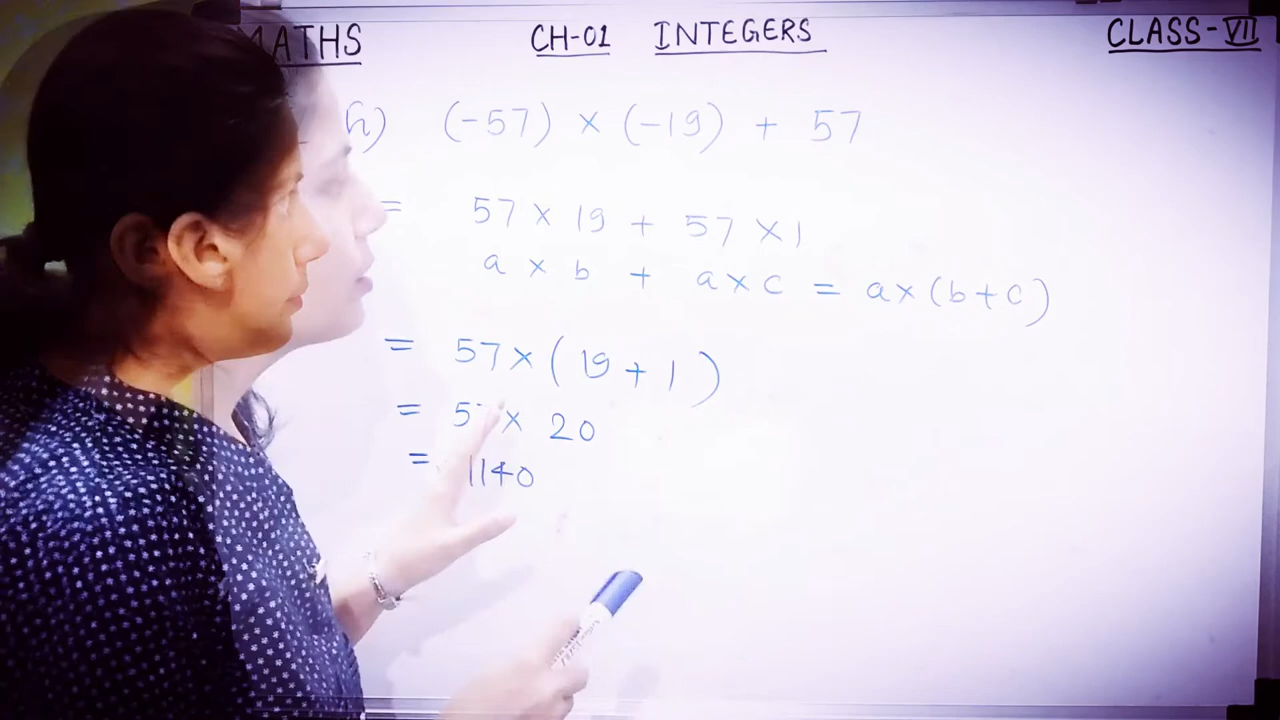 MATHS CH-01 INTEGERS CLASS-VII
h) (-57) × (-19) + 57
= 57 × 19 + 57 × 1
a × b + a × c = a × (b + c)
= 57 × (19 + 1)
= 57 × 20
= 1140